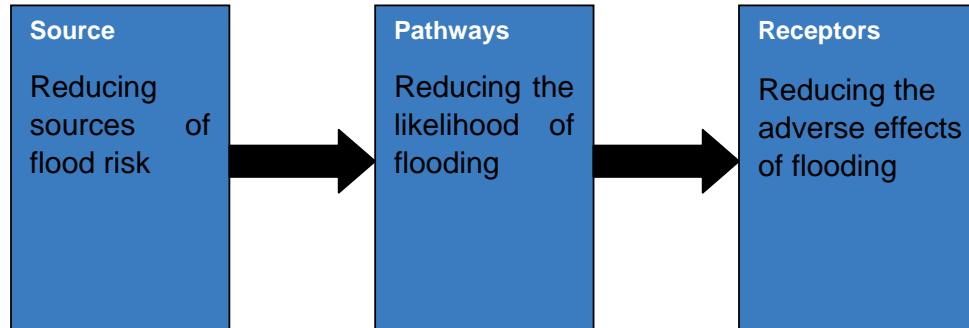 Source
Reducing
sources of
flood risk
Pathways
Reducing the
likelihood of
flooding
Receptors
Reducing the
adverse effects
of flooding